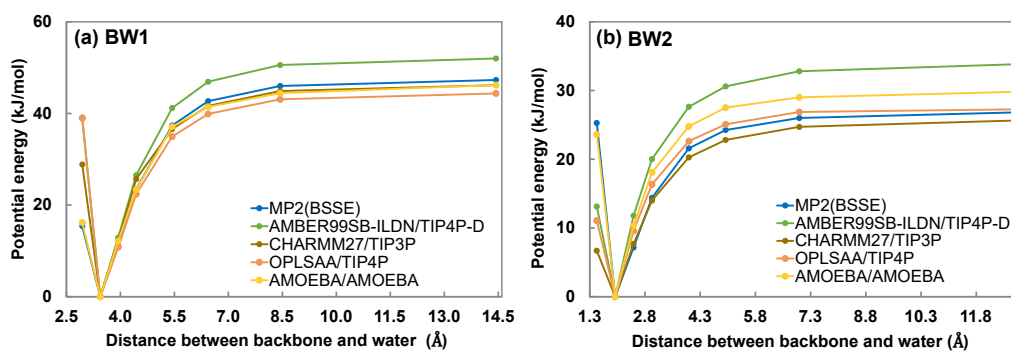 (a) BW1
Potential energy (kJ/mol)
60
40
20
0
MP2(BSSE)
AMBER99SB-ILDN/TIP4P-D
CHARMM27/TIP3P
OPLSAA/TIP4P
AMOEBA/AMOEBA
2.5 3.5 4.0 5.5 6.5 7.0 8.5 10.0 11.5 13.0 14.5
Distance between backbone and water (Å)
(b) BW2
Potential energy (kJ/mol)
40
30
20
10
0
MP2(BSSE)
AMBER99SB-ILDN/TIP4P-D
CHARMM27/TIP3P
OPLSAA/TIP4P
AMOEBA/AMOEBA
1.3 2.8 4.3 5.8 7.3 8.8 10.3 11.8
Distance between backbone and water (Å)